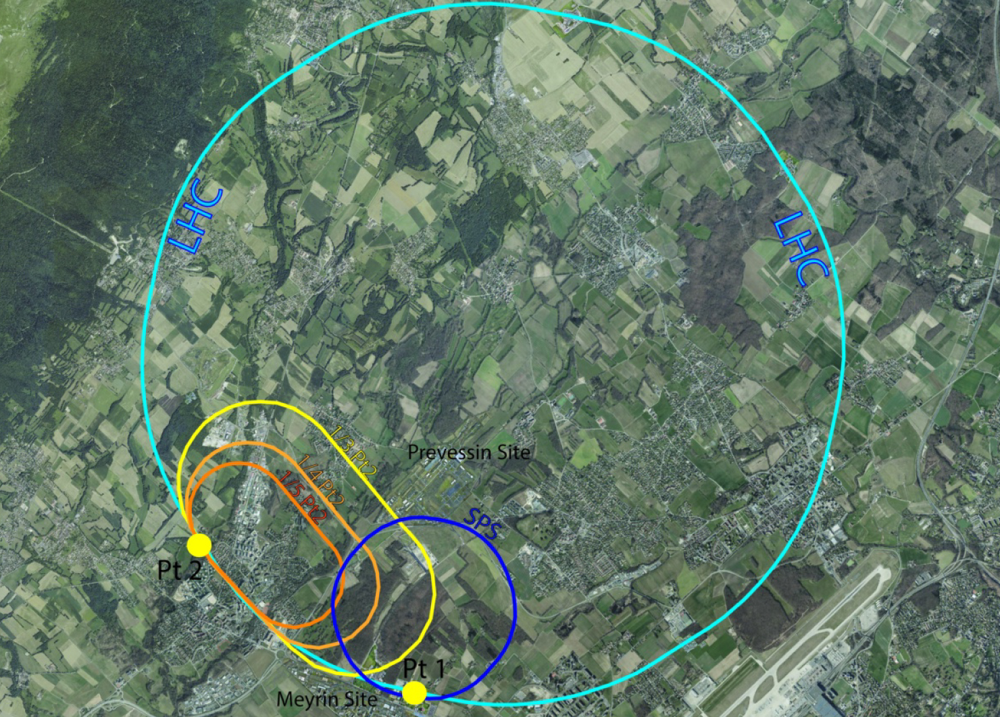 LHC
LHC
1/3 Pt2
Prevessin Site
1/4 Pt2
1/5 Pt2
SPS
Pt 2
Pt 1
Meyrin Site